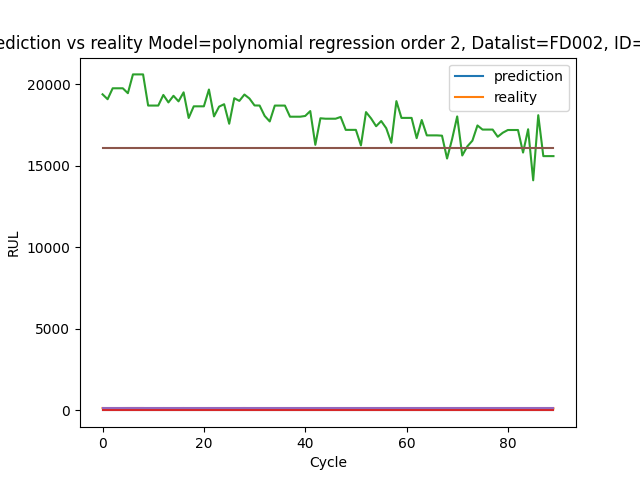 ediction vs reality Model=polynomial regression order 2, Datalist=FD002, ID=
prediction
reality
20000
15000
10000
5000
0
RUL
0 20 40 60 80
Cycle